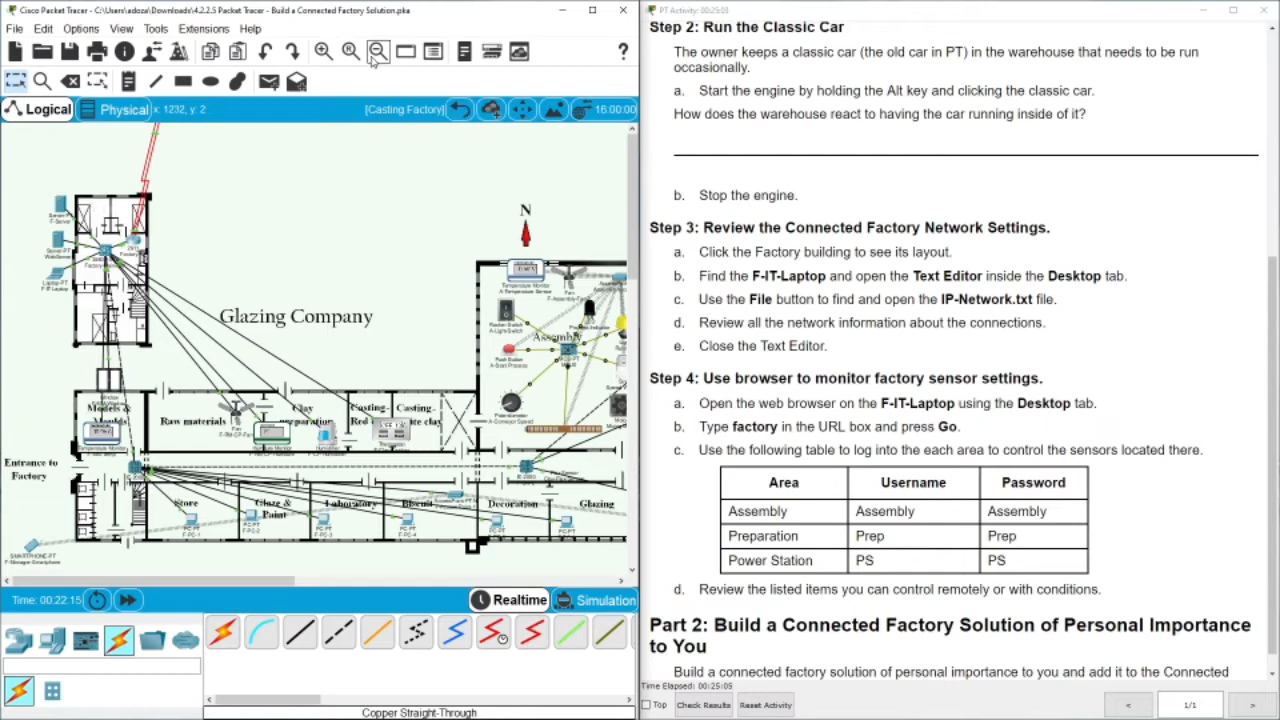 Cisco Packet Tracer - C:\Users\adoza\Downloads\4.2.2.5 Packet Tracer - Build a Connected Factory Solution.pka
File Edit Options View Tools Extensions Help
Logical Physical x: 1232, y: 2 [Casting Factory] 16:00:00
N
Glazing Company
Assembly
Models &
Raw materials
Clay
Casting-
Casting-
Entrance to
Factory
Store
Glaze &
Paint
Laboratory
Biscuit
Decoration
Glazing
SMARTPHONE-PT
Time: 00:22:15 Realtime Simulation
Copper Straight-Through
PT Activity: 00:25:09
Step 2: Run the Classic Car
The owner keeps a classic car (the old car in PT) in the warehouse that needs to be run
occasionally.
a. Start the engine by holding the Alt key and clicking the classic car.
How does the warehouse react to having the car running inside of it?
b. Stop the engine.
Step 3: Review the Connected Factory Network Settings.
a. Click the Factory building to see its layout.
b. Find the F-IT-Laptop and open the Text Editor inside the Desktop tab.
c. Use the File button to find and open the IP-Network.txt file.
d. Review all the network information about the connections.
e. Close the Text Editor.
Step 4: Use browser to monitor factory sensor settings.
a. Open the web browser on the F-IT-Laptop using the Desktop tab.
b. Type factory in the URL box and press Go.
c. Use the following table to log into the each area to control the sensors located there.
Area Username Password
Assembly Assembly Assembly
Preparation Prep Prep
Power Station PS PS
d. Review the listed items you can control remotely or with conditions.
Part 2: Build a Connected Factory Solution of Personal Importance
to You
Build a connected factory solution of personal importance to you and add it to the Connected
Time Elapsed: 00:25:09
Top Check Results Reset Activity < 1/1 >